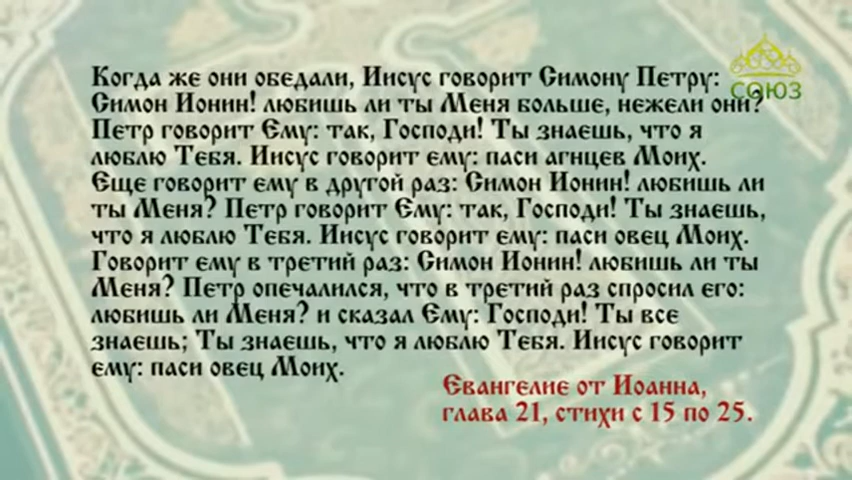 Когда же они обедали, Иисус говорит Симону Петру:
Симон Ионин! любишь ли ты Меня больше, нежели они?
Петр говорит Ему: так, Господи! Ты знаешь, что я
люблю Тебя. Иисус говорит ему: паси агнцев Моих.
Еще говорит ему в другой раз: Симон Ионин! любишь ли
ты Меня? Петр говорит Ему: так, Господи! Ты знаешь,
что я люблю Тебя. Иисус говорит ему: паси овец Моих.
Говорит ему в третий раз: Симон Ионин! любишь ли ты
Меня? Петр опечалился, что в третий раз спросил его:
любишь ли Меня? и сказал Ему: Господи! Ты все
знаешь; Ты знаешь, что я люблю Тебя. Иисус говорит
ему: паси овец Моих.
Евангелие от Иоанна,
глава 21, стихи с 15 по 25.
СОЮЗ